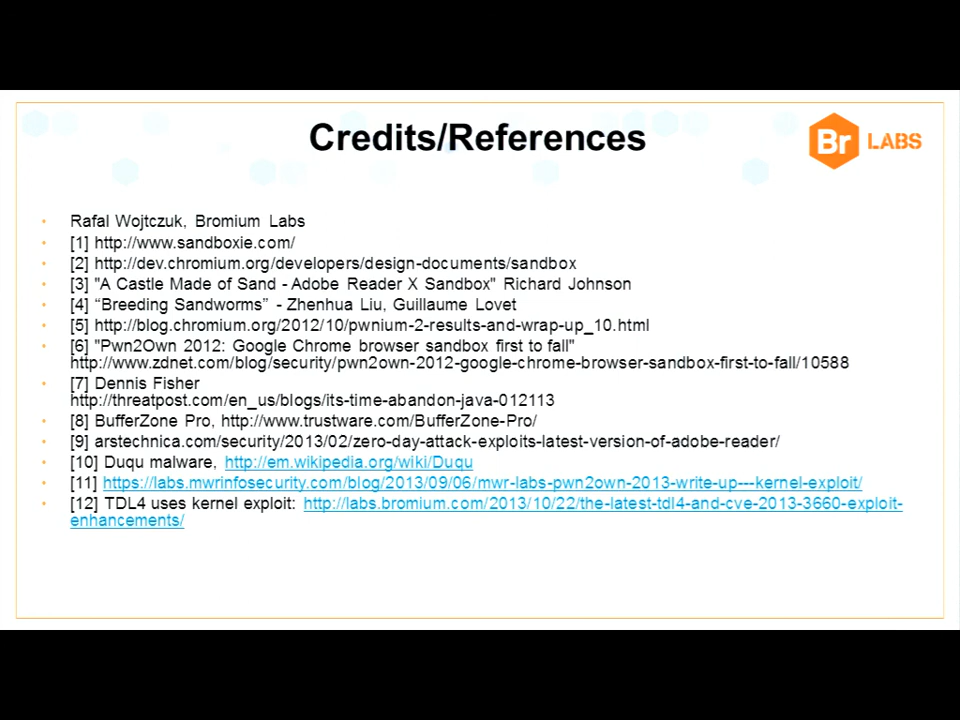 Credits/References
Br LABS
Rafal Wojtczuk, Bromium Labs
[1] http://www.sandboxie.com/
[2] http://dev.chromium.org/developers/design-documents/sandbox
[3] "A Castle Made of Sand - Adobe Reader X Sandbox" Richard Johnson
[4] “Breeding Sandworms” - Zhenhua Liu, Guillaume Lovet
[5] http://blog.chromium.org/2012/10/pwnium-2-results-and-wrap-up_10.html
[6] "Pwn2Own 2012: Google Chrome browser sandbox first to fall"
http://www.zdnet.com/blog/security/pwn2own-2012-google-chrome-browser-sandbox-first-to-fall/10588
[7] Dennis Fisher
http://threatpost.com/en_us/blogs/its-time-abandon-java-012113
[8] BufferZone Pro, http://www.trustware.com/BufferZone-Pro/
[9] arstechnica.com/security/2013/02/zero-day-attack-exploits-latest-version-of-adobe-reader/
[10] Duqu malware, http://em.wikipedia.org/wiki/Duqu
[11] https://labs.mwrinfosecurity.com/blog/2013/09/06/mwr-labs-pwn2own-2013-write-up---kernel-exploit/
[12] TDL4 uses kernel exploit: http://labs.bromium.com/2013/10/22/the-latest-tdl4-and-cve-2013-3660-exploit-
enhancements/